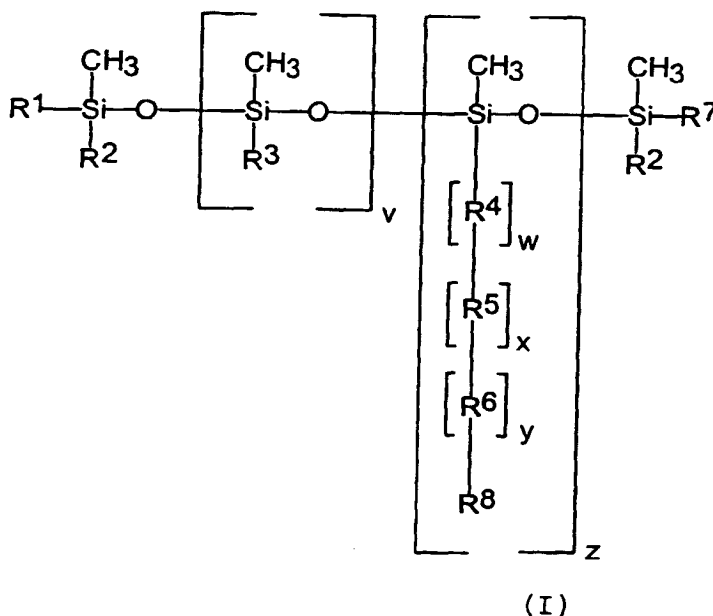 CH3 CH3 CH3 CH3
R1 Si O Si O Si O Si R7
R2 R3 R2
v
R4 w
R5 x
R6 y
R8
z
(I)